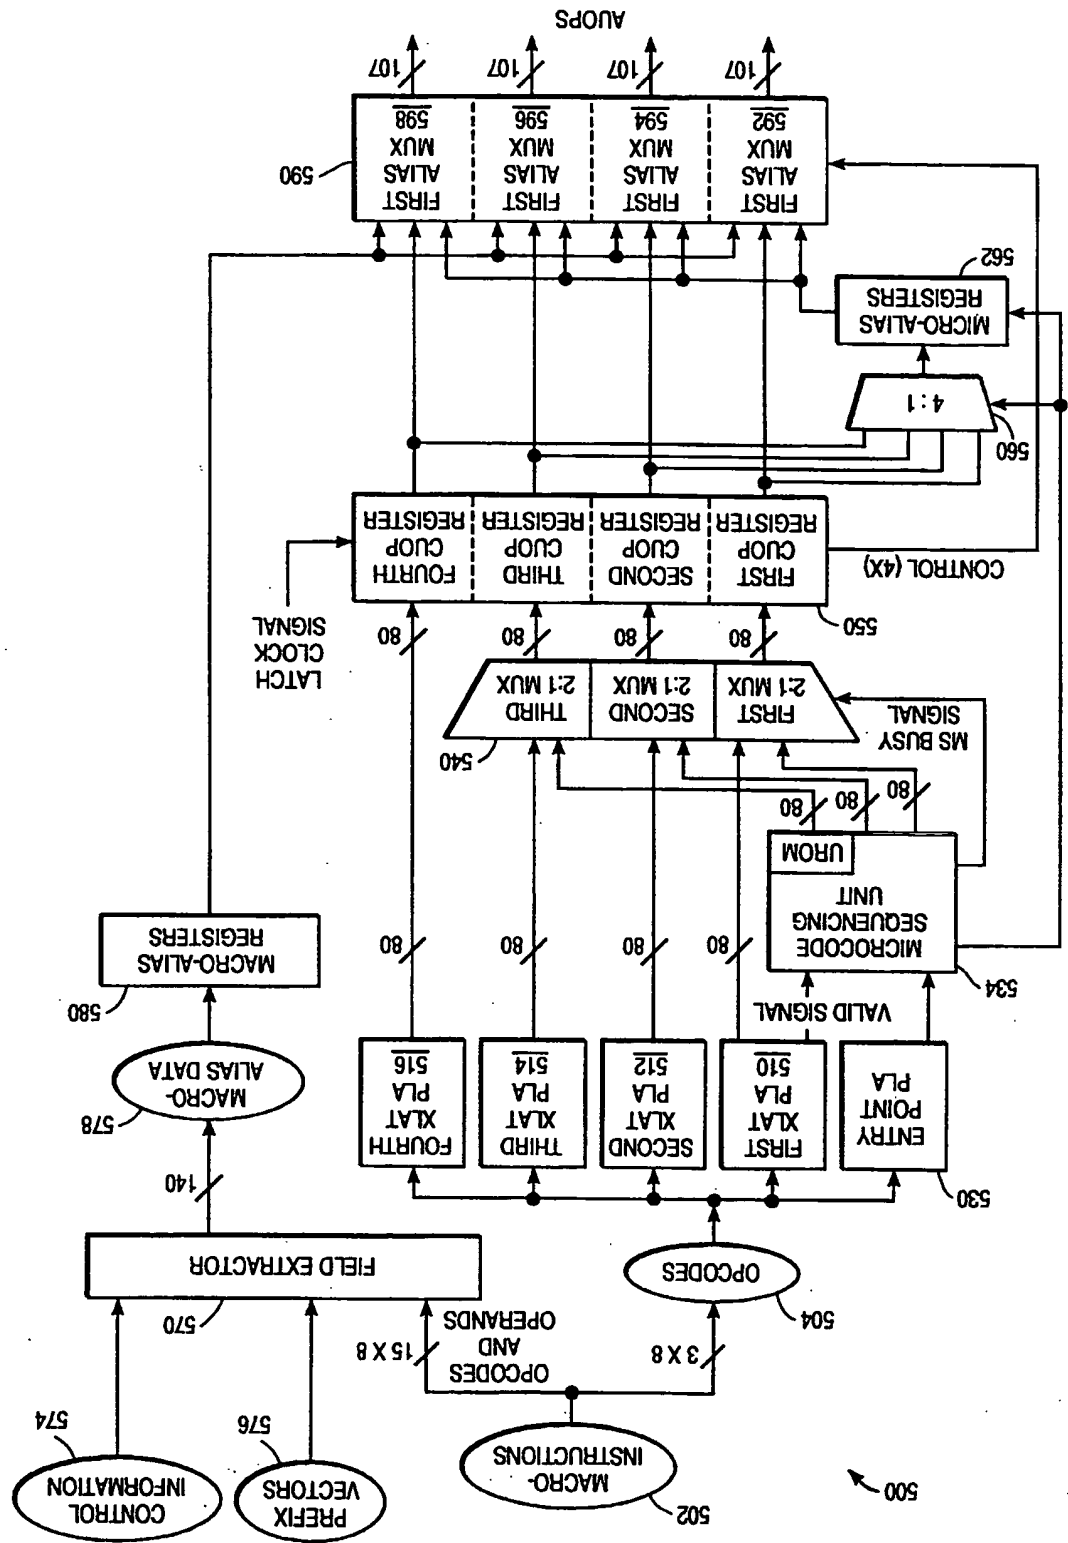 500
502
MACRO-
INSTRUCTIONS
576
PREFIX
VECTORS
574
CONTROL
INFORMATION
3 X 8
15 X 8
OPCODES
AND
OPERANDS
504
OPCODES
570
FIELD EXTRACTOR
140
578
MACRO-
ALIAS DATA
580
MACRO-ALIAS
REGISTERS
530
ENTRY
POINT
PLA
FIRST
XLAT
PLA
510
SECOND
XLAT
PLA
512
THIRD
XLAT
PLA
514
FOURTH
XLAT
PLA
516
VALID SIGNAL
534
MICROCODE
SEQUENCING
UNIT
UROM
80
80
80
80
80
80
80
MS BUSY
SIGNAL
540
FIRST
2:1 MUX
SECOND
2:1 MUX
THIRD
2:1 MUX
80
80
80
80
LATCH
CLOCK
SIGNAL
550
FIRST
CUOP
REGISTER
SECOND
CUOP
REGISTER
THIRD
CUOP
REGISTER
FOURTH
CUOP
REGISTER
CONTROL (4X)
560
4:1
562
MICRO-ALIAS
REGISTERS
590
FIRST
ALIAS
MUX
592
FIRST
ALIAS
MUX
594
FIRST
ALIAS
MUX
596
FIRST
ALIAS
MUX
598
107
107
107
107
AUOPS